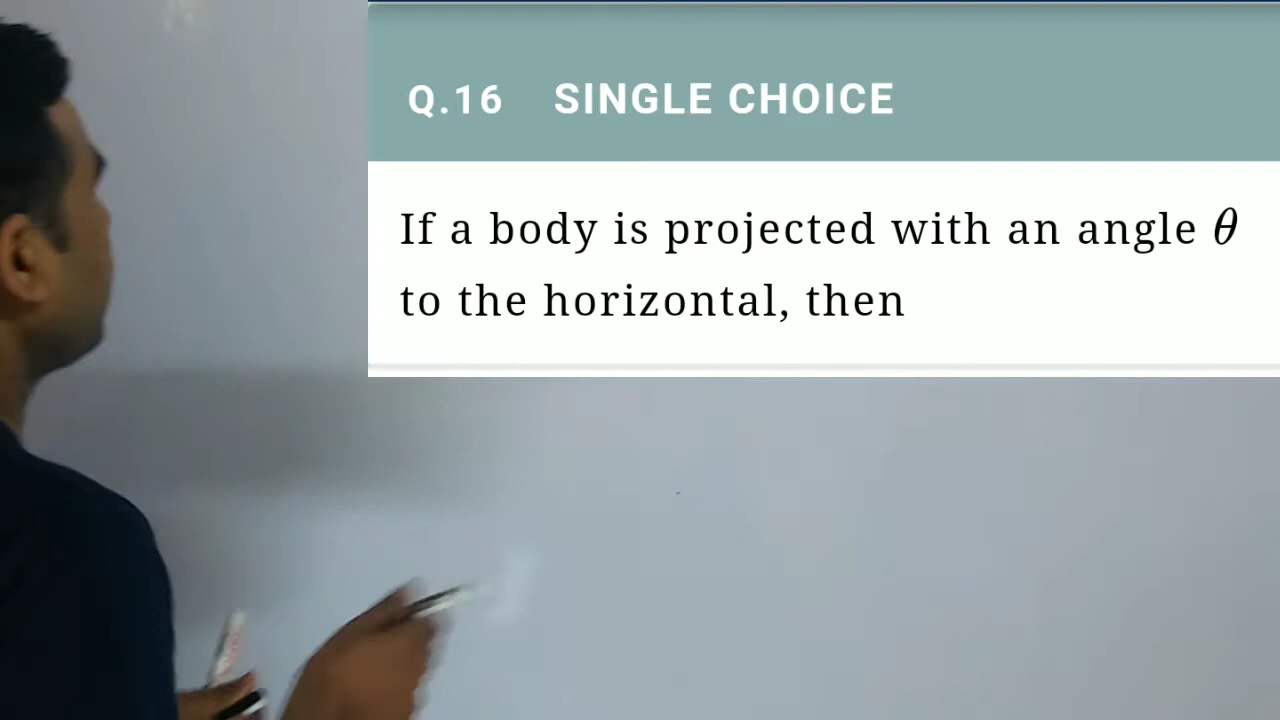 Q.16 SINGLE CHOICE
If a body is projected with an angle θ
to the horizontal, then